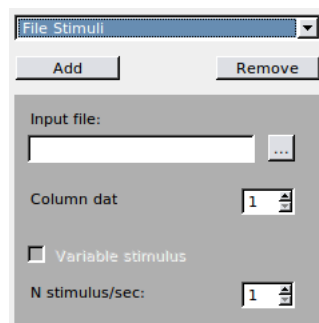 File Stimuli
Add Remove
Input file:
...
Column dat 1
Variable stimulus
N stimulus/sec: 1